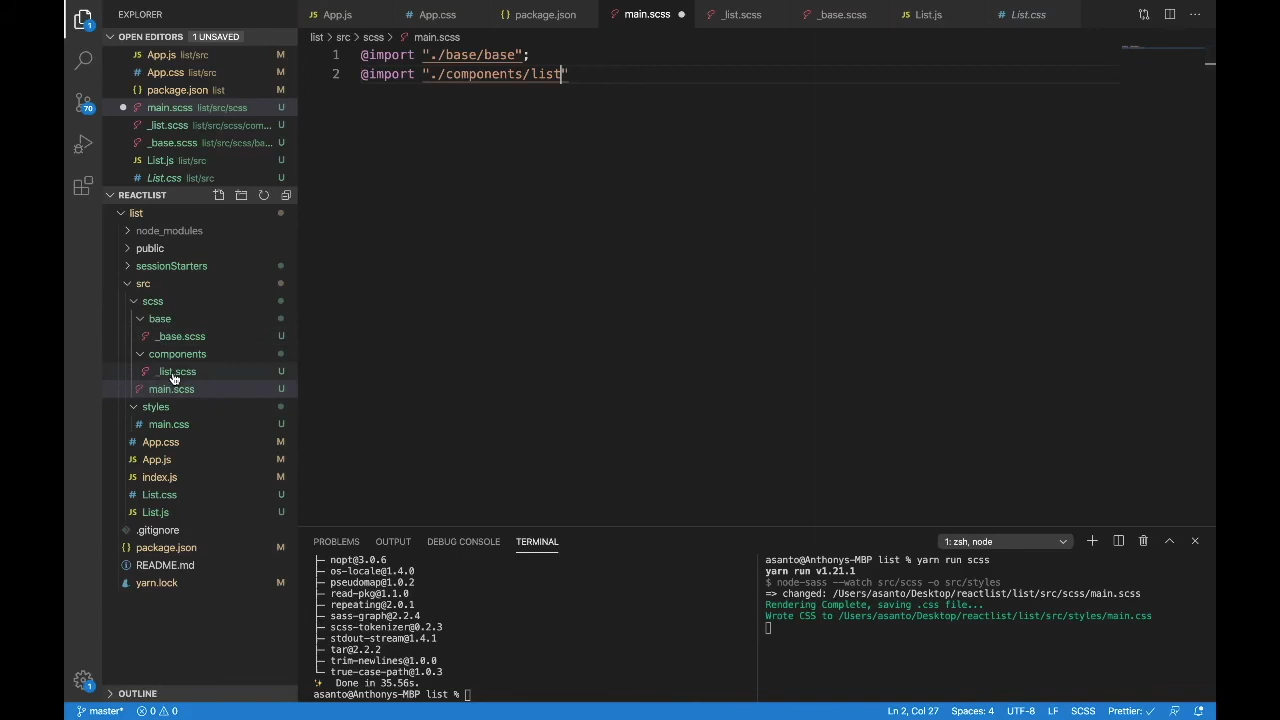 EXPLORER
App.js
App.css
package.json
main.scss
_list.scss
_base.scss
List.js
List.css
OPEN EDITORS 1 UNSAVED
App.js list/src M
App.css list/src M
package.json list M
main.scss list/src/scss U
_list.scss list/src/scss/com... U
_base.scss list/src/scss/ba... U
List.js list/src U
List.css list/src U
list > src > scss > main.scss
1 @import "./base/base";
2 @import "./components/list"
REACTLIST
list
node_modules
public
sessionStarters
src
scss
base
_base.scss U
components
_list.scss U
main.scss U
styles
main.css U
App.css M
App.js M
index.js M
List.css U
List.js U
.gitignore
package.json M
README.md
yarn.lock M
OUTLINE
1
70
1
PROBLEMS OUTPUT DEBUG CONSOLE TERMINAL 1: zsh, node
├─ nopt@3.0.6
├─ os-locale@1.4.0
├─ pseudomap@1.0.2
├─ read-pkg@1.1.0
├─ repeating@2.0.1
├─ sass-graph@2.2.4
├─ scss-tokenizer@0.2.3
├─ stdout-stream@1.4.1
├─ tar@2.2.2
├─ trim-newlines@1.0.0
└─ true-case-path@1.0.3
✨ Done in 35.56s.
asanto@Anthonys-MBP list %
asanto@Anthonys-MBP list % yarn run scss
yarn run v1.21.1
$ node-sass --watch src/scss -o src/styles
=> changed: /Users/asanto/Desktop/reactlist/list/src/scss/main.scss
Rendering Complete, saving .css file...
Wrote CSS to /Users/asanto/Desktop/reactlist/list/src/styles/main.css
master* 0 0 Ln 2, Col 27 Spaces: 4 UTF-8 LF SCSS Prettier: ✓